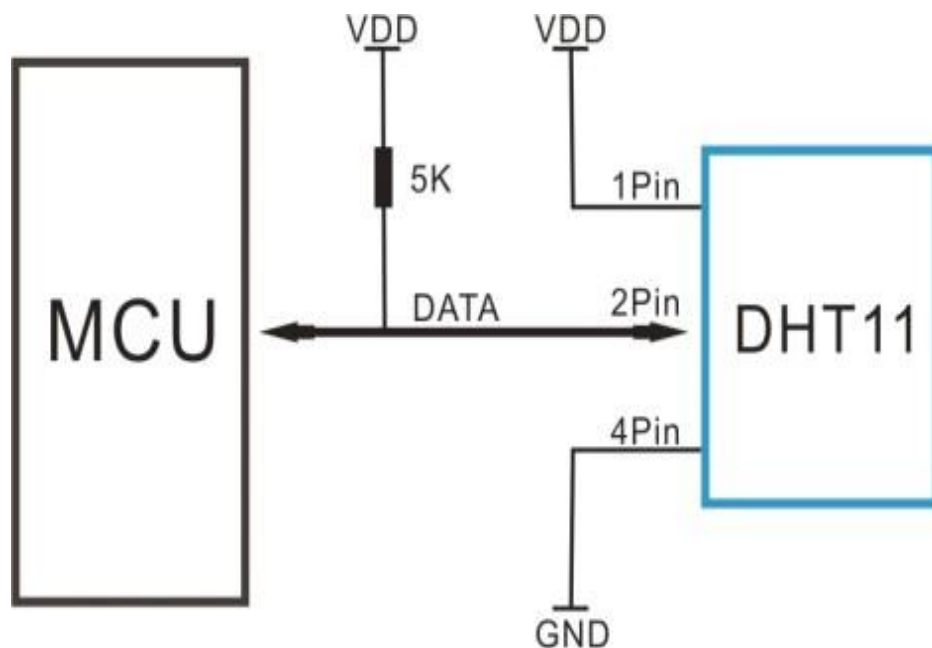 VDD
VDD
5K
1Pin
MCU
DATA
2Pin
DHT11
4Pin
GND